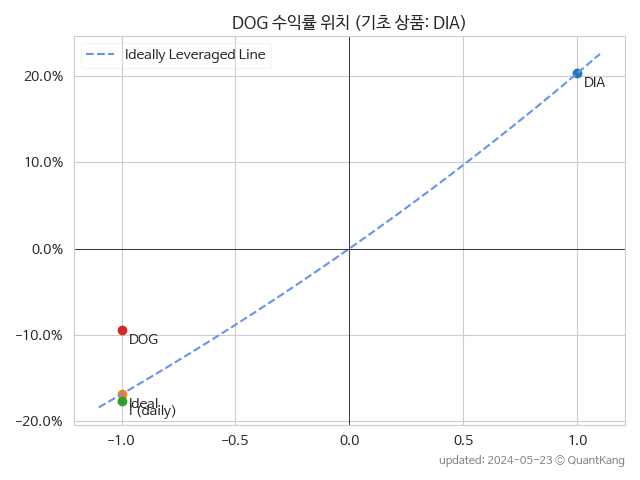 DOG 수익률 위치 (기초 상품: DIA)
Ideally Leveraged Line
20.0%
10.0%
0.0%
−10.0%
−20.0%
DIA
DOG
Ideal
(daily)
−1.0 −0.5 0.0 0.5 1.0
updated: 2024-05-23 © QuantKang